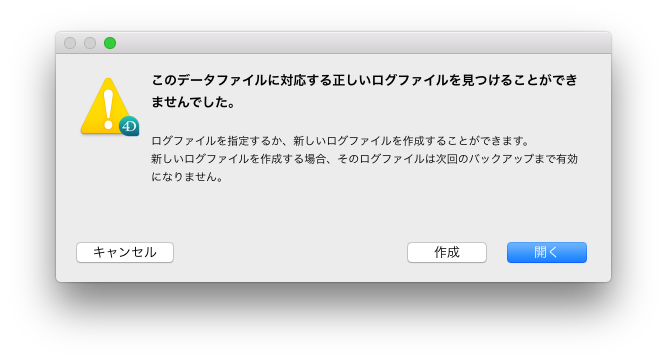 このデータファイルに対応する正しいログファイルを見つけることができ
ませんでした。
4D
ログファイルを指定するか、新しいログファイルを作成することができます。
新しいログファイルを作成する場合、そのログファイルは次回のバックアップまで有効
になりません。
キャンセル
作成
開く